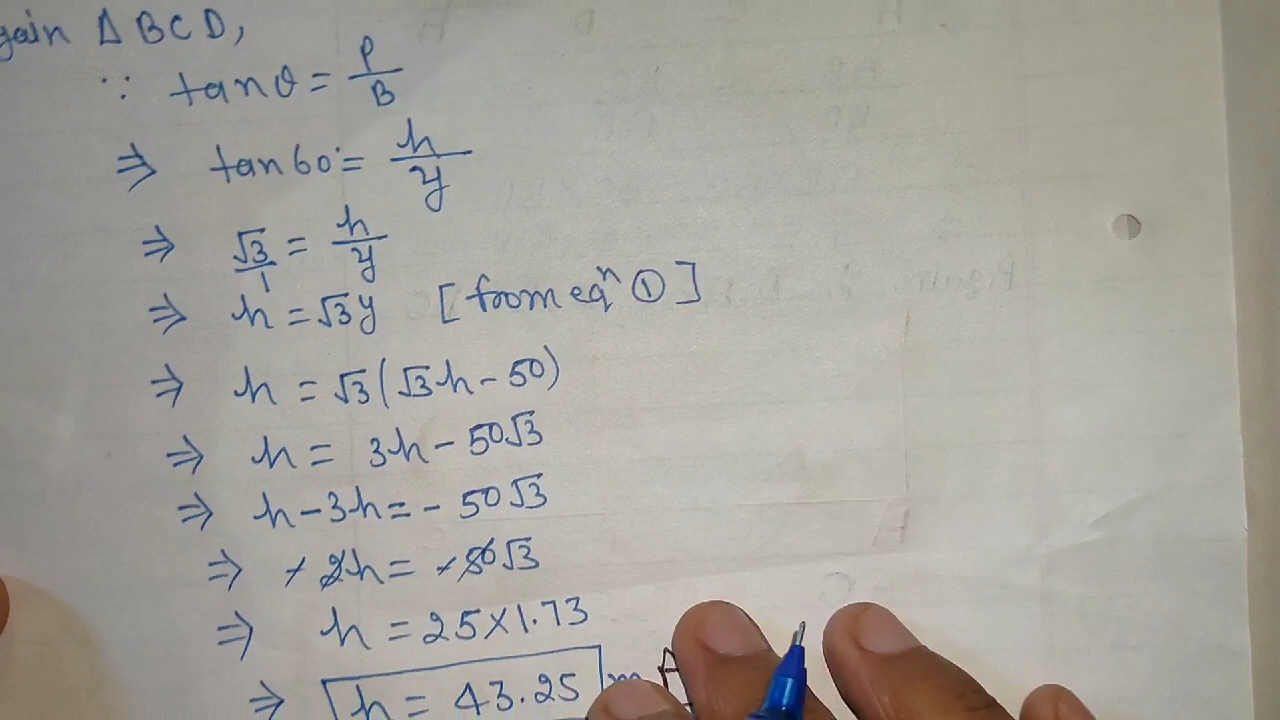 gain Δ BCD,
∵ tanθ = P/B
⇒ tan60° = h/y
⇒ √3/1 = h/y
⇒ h = √3y [from eqⁿ ①]
⇒ h = √3(√3h - 50)
⇒ h = 3h - 50√3
⇒ h - 3h = - 50√3
⇒ - 2h = - 50√3
⇒ h = 25×1.73
⇒ h = 43.25 m